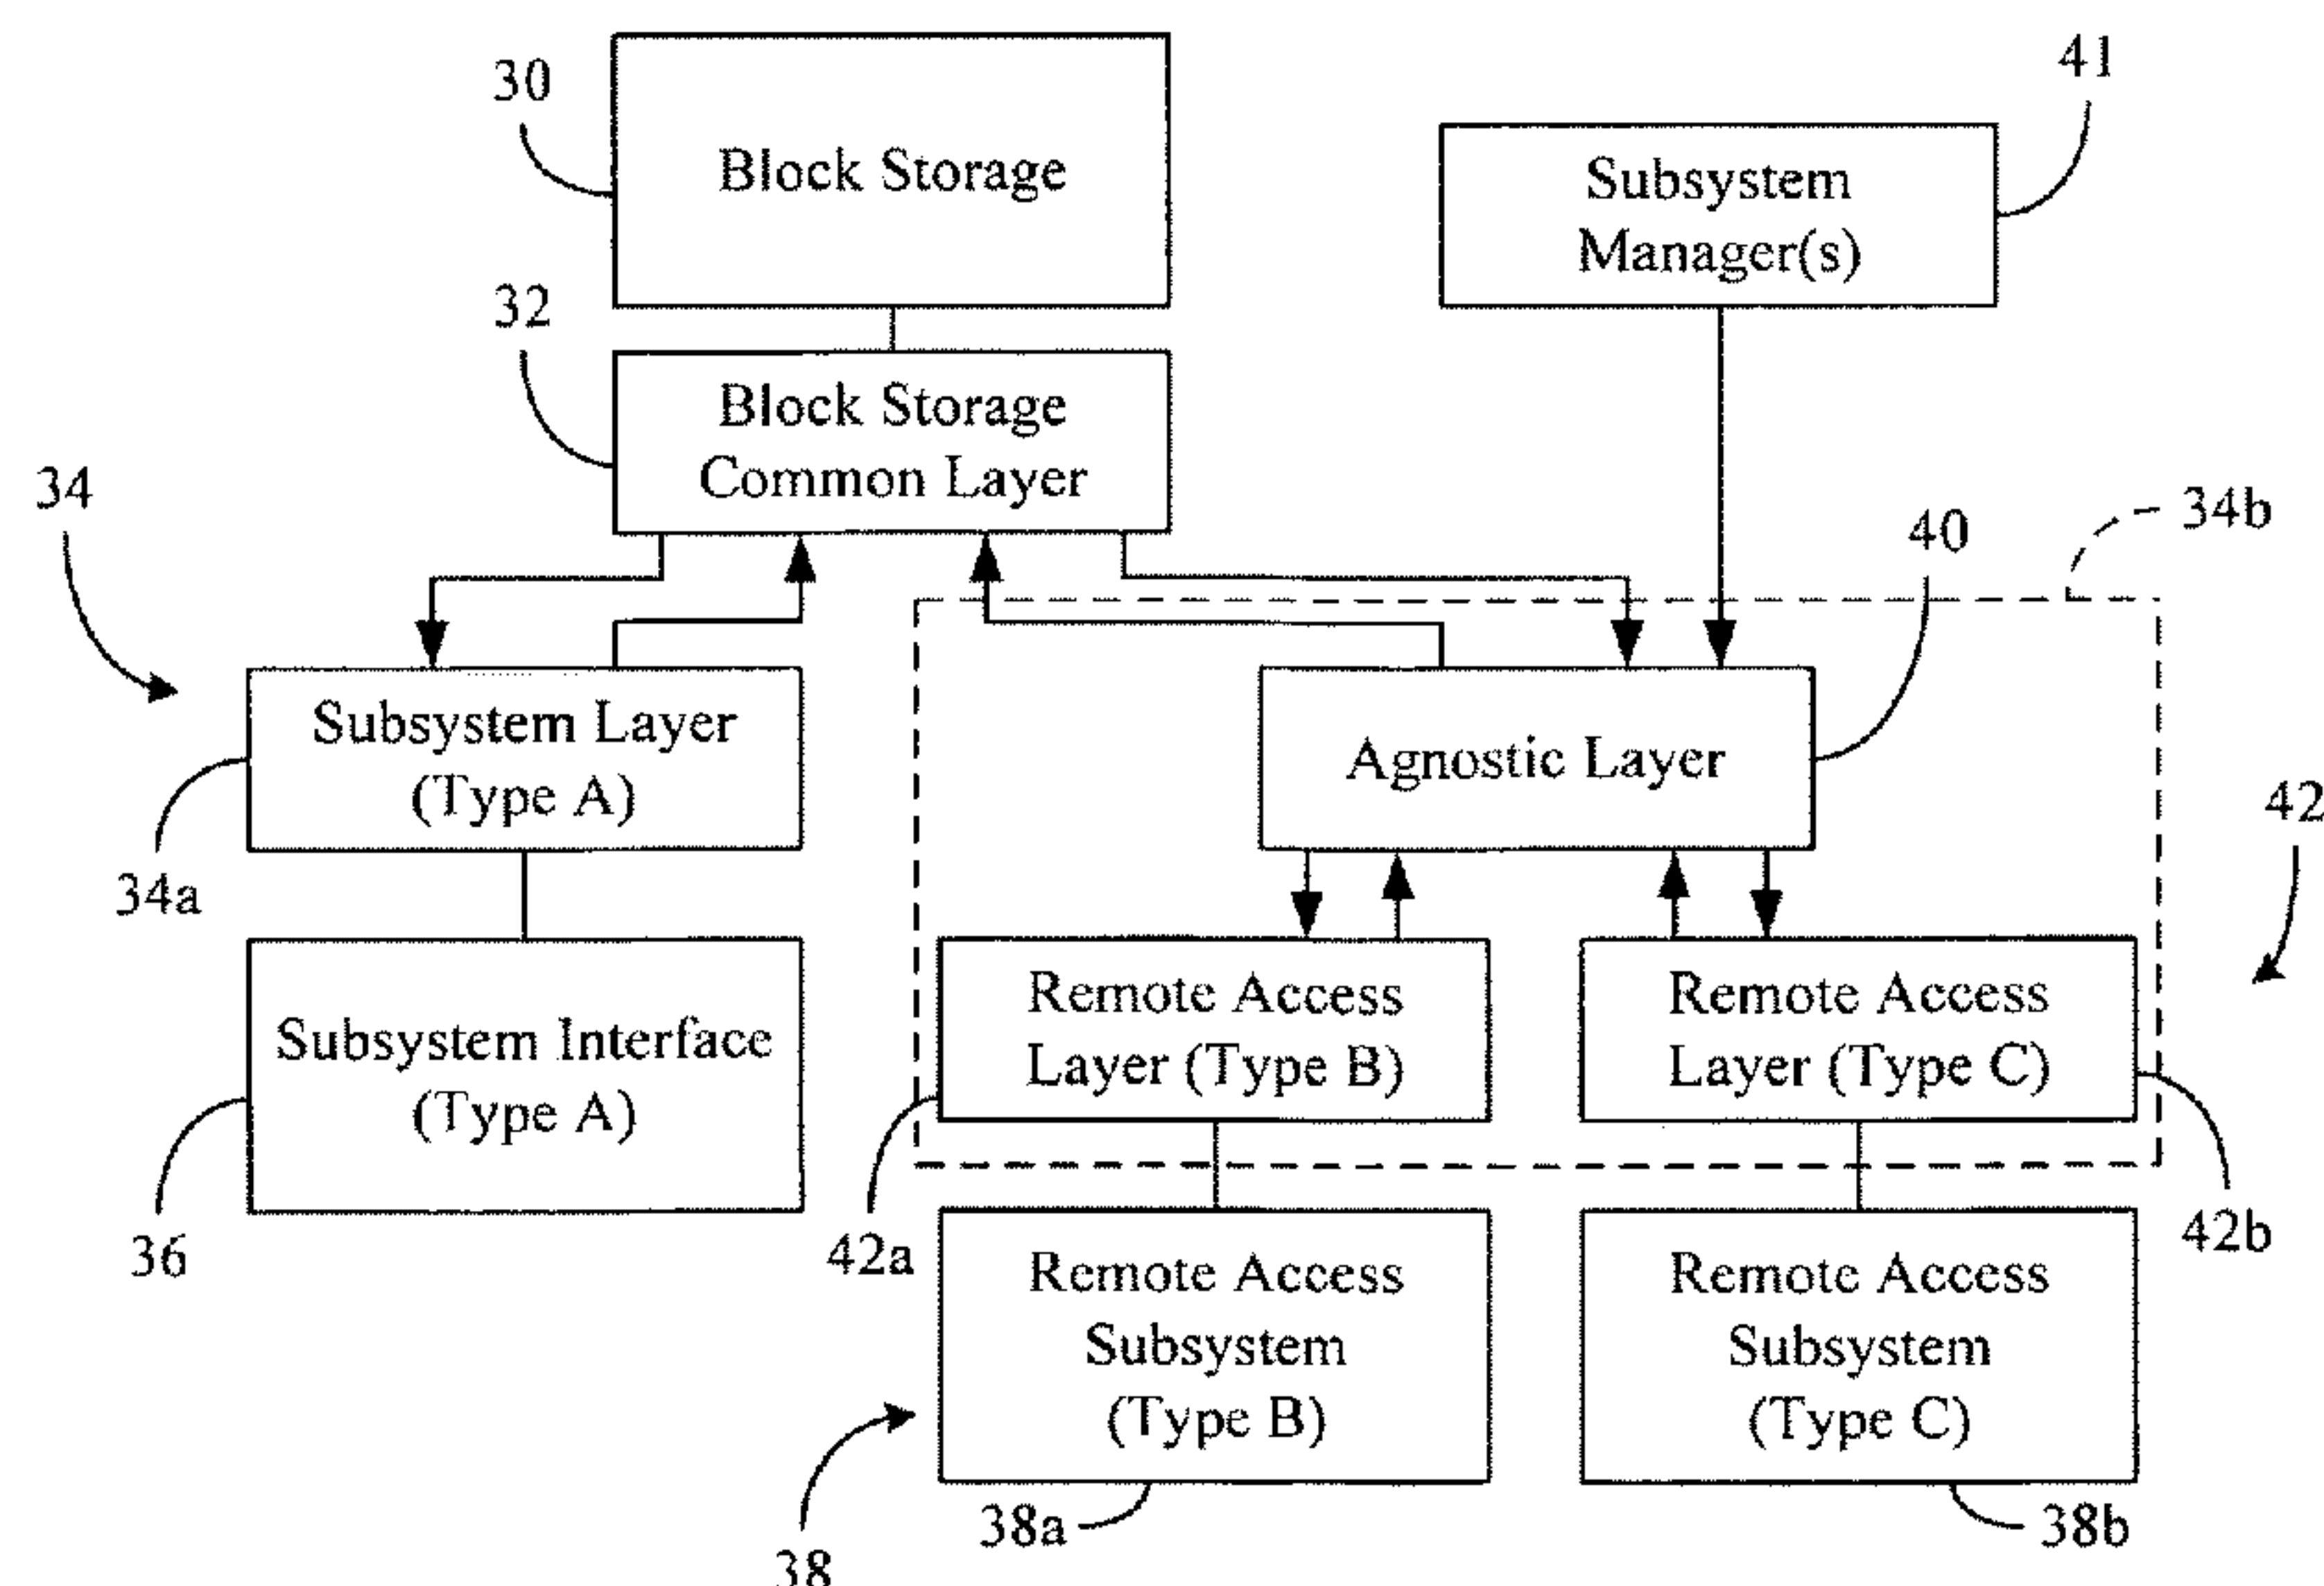 30
Block Storage
41
Subsystem
Manager(s)
32
Block Storage
Common Layer
34
34b
40
Subsystem Layer
(Type A)
34a
Agnostic Layer
42
Subsystem Interface
(Type A)
36
Remote Access
Layer (Type B)
42a
Remote Access
Layer (Type C)
42b
Remote Access
Subsystem
(Type B)
38
38a
Remote Access
Subsystem
(Type C)
38b